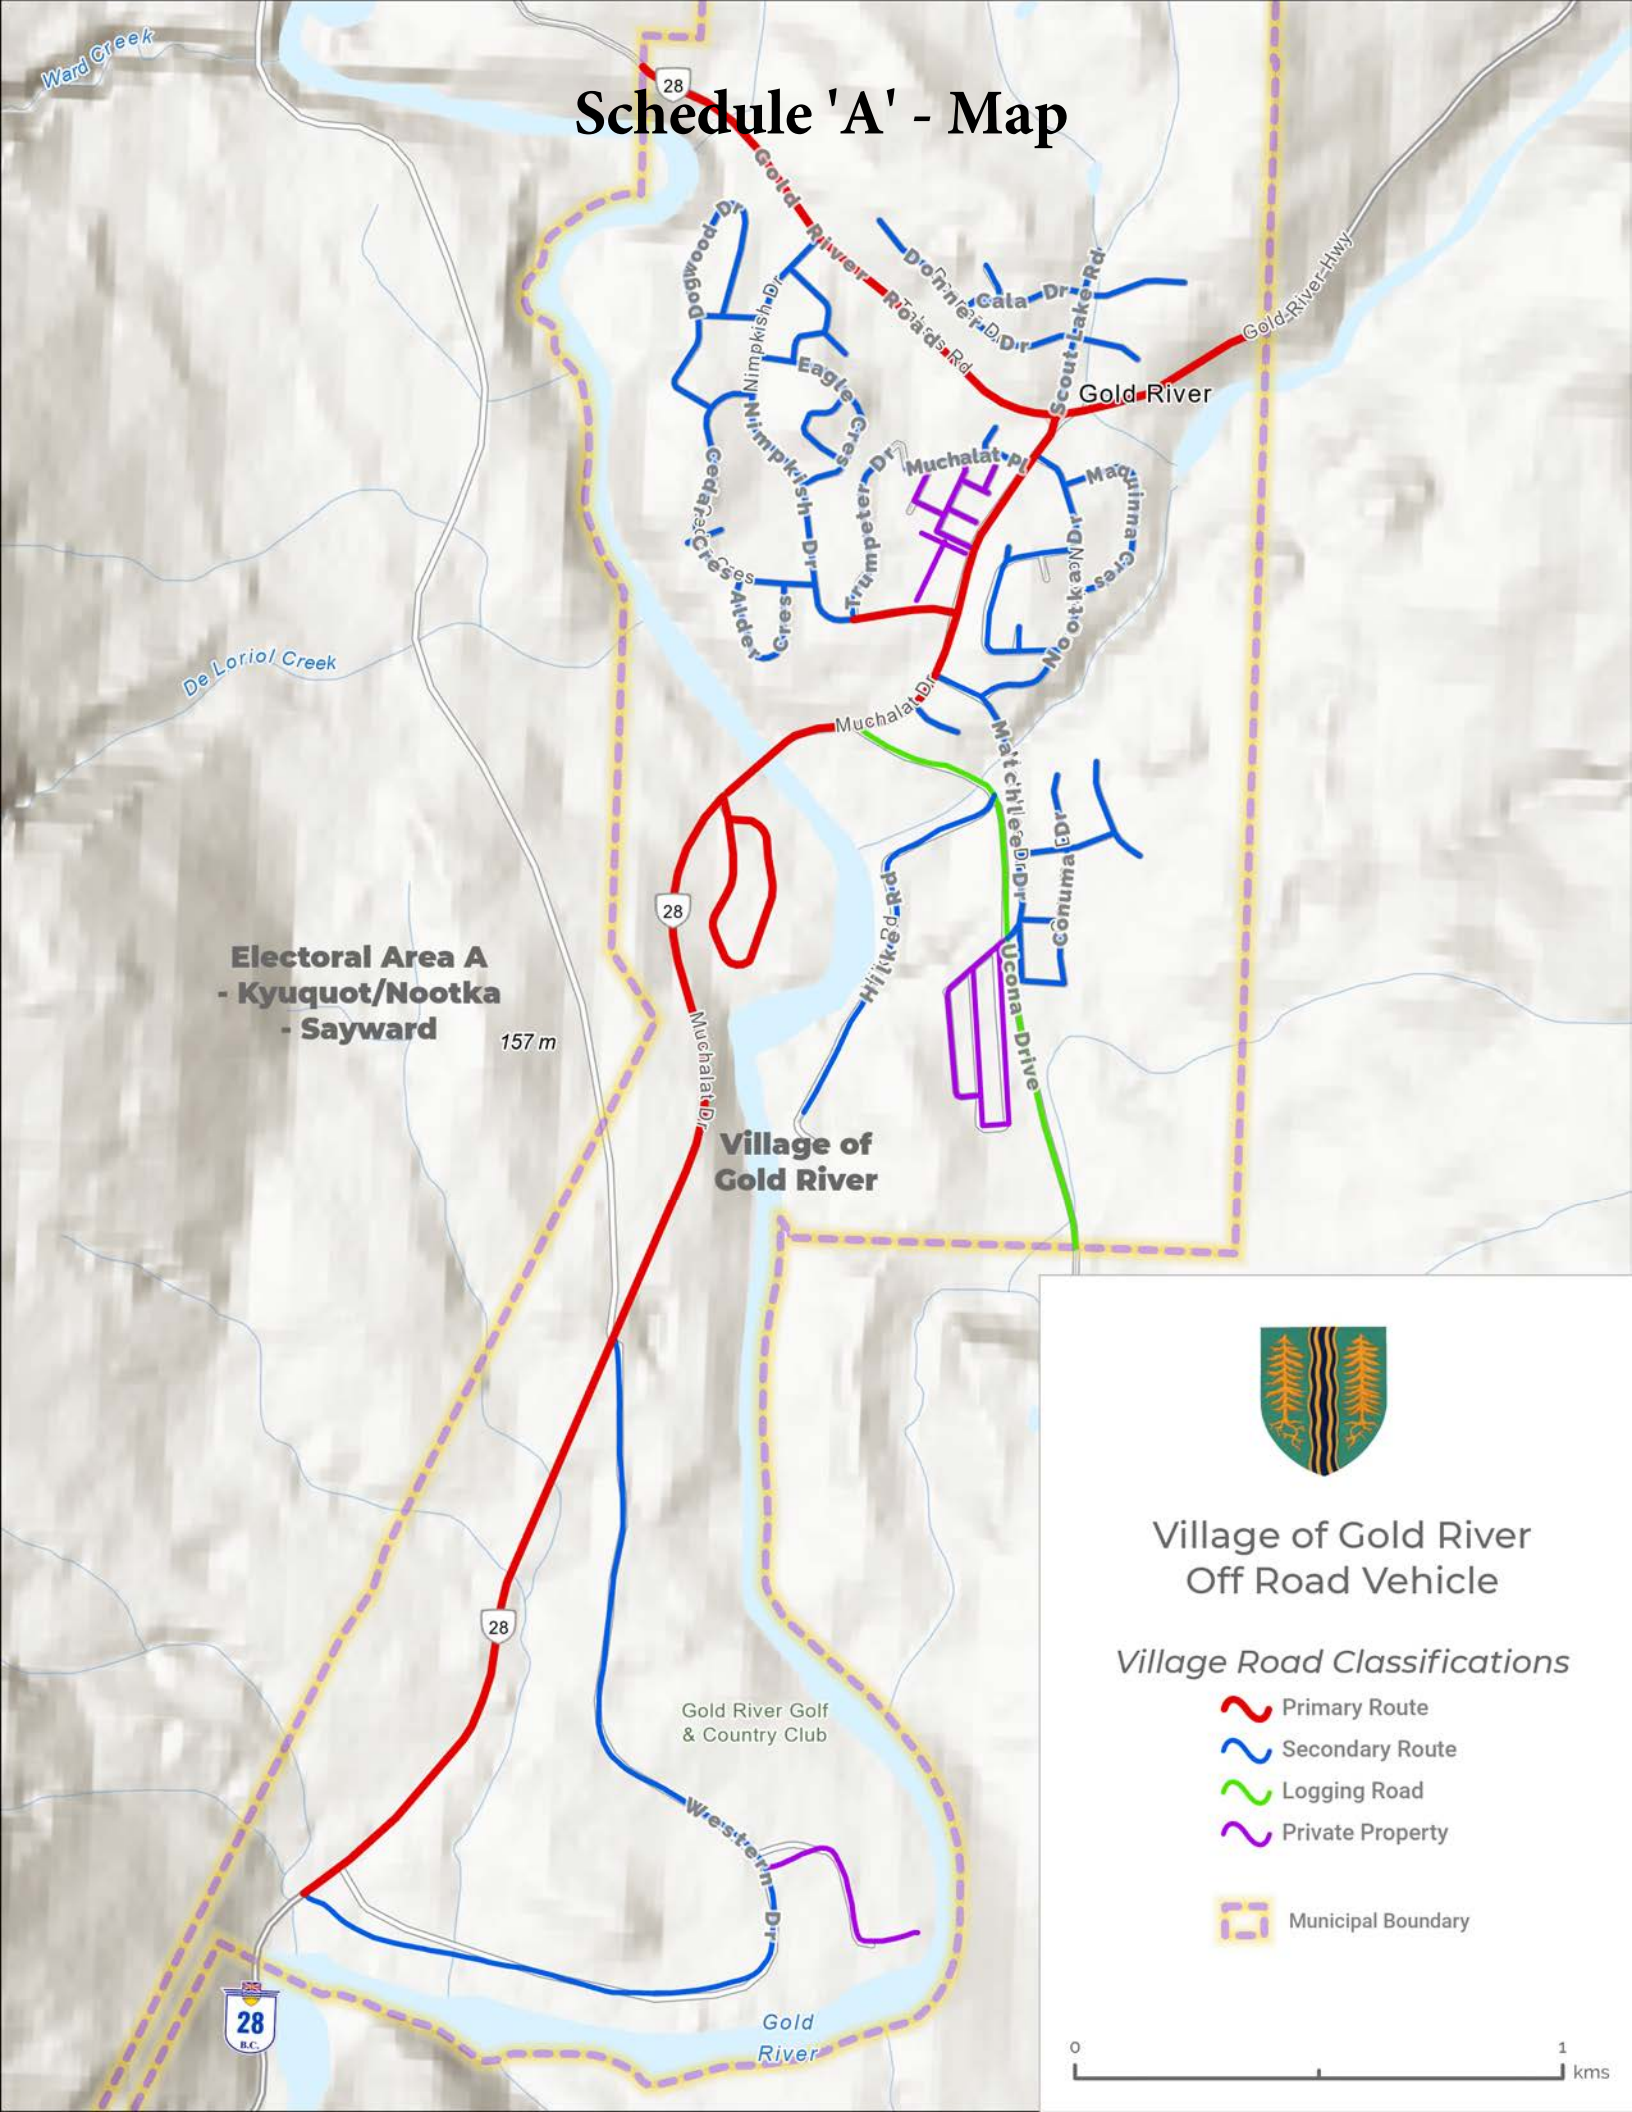 Ward Creek
28
Schedule 'A' - Map
Gold River Roads Rd
Dogwood Dr
Nimpkish Dr
Donner Dr
Cala Dr
Scout Lake Rd
Gold River Hwy
Gold River
Eagle Cres
Nimpkish Dr
Cedar Cres
Cres
Trumpeter Dr
Muchalat Pl
Maquinna Cres
Nootka Dr
Alder Cres
De Loriol Creek
Muchalat Dr
Matchlee Dr
Conuma Dr
Hilke Rd
28
Ucona Drive
Electoral Area A
- Kyuquot/Nootka
- Sayward
157 m
Muchalat Dr
Village of
Gold River
28
Gold River Golf
& Country Club
Western Dr
28
B.C.
Gold
River
Village of Gold River
Off Road Vehicle
Village Road Classifications
Primary Route
Secondary Route
Logging Road
Private Property
Municipal Boundary
0 1
kms